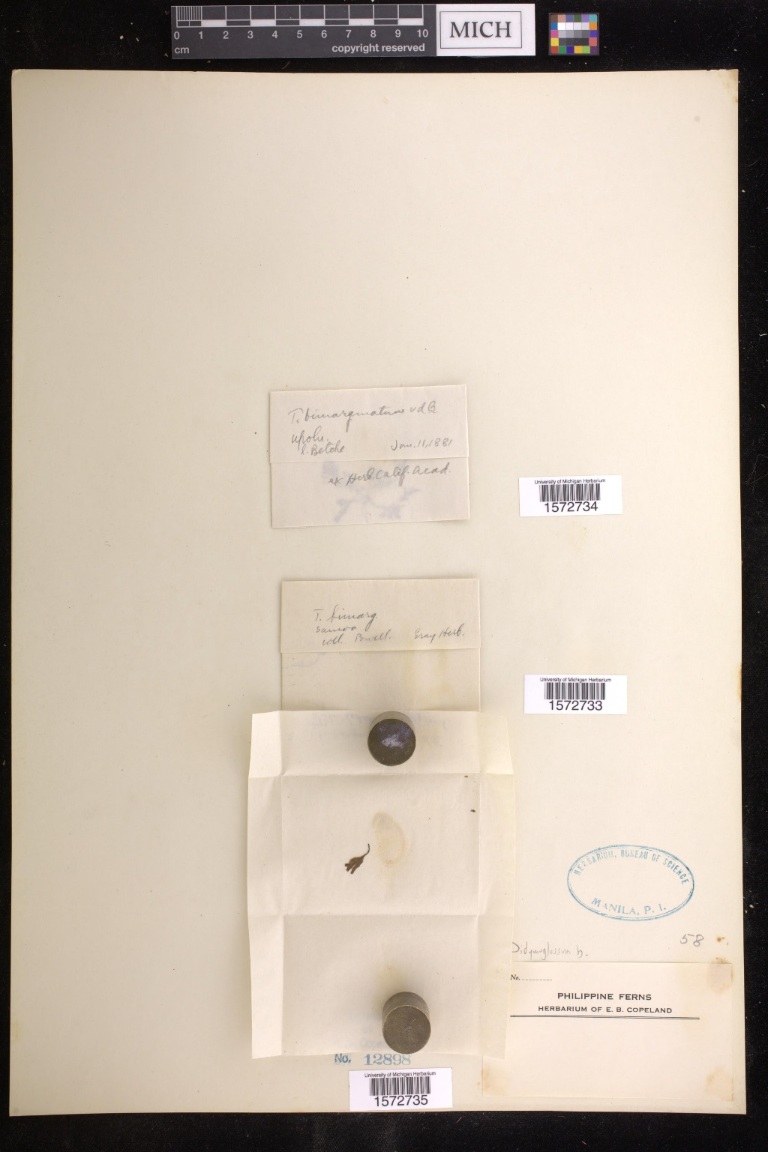 0 1 2 3 4 5 6 7 8 9 10
cm
copyright reserved
MICH
T. bimarginatum v d B.
Upolu.
Betche Jan. 11, 1881
ex Herb Calif. Acad.
University of Michigan Herbarium
1572734
T. bimarg
Samoa
coll. Powell. Gray Herb.
University of Michigan Herbarium
1572733
HERBARIUM, BUREAU OF SCIENCE
MANILA, P. I.
58
Didymoglossum b.
No.
PHILIPPINE FERNS
HERBARIUM OF E. B. COPELAND
No. 12898
University of Michigan Herbarium
1572735